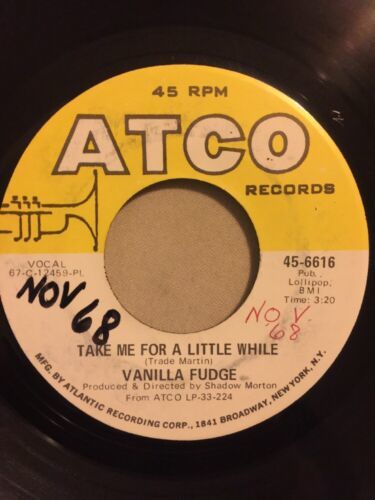 45 RPM
ATCO
RECORDS
VOCAL
67-C-12459-PL
45-6616
Pub.,
Lollipop,
BMI
Time: 3:20
NOV 68
NOV.
'68
TAKE ME FOR A LITTLE WHILE
(Trade Martin)
VANILLA FUDGE
Produced & Directed by Shadow Morton
From ATCO LP-33-224
MFG. BY ATLANTIC RECORDING CORP., 1841 BROADWAY, NEW YORK, N.Y.